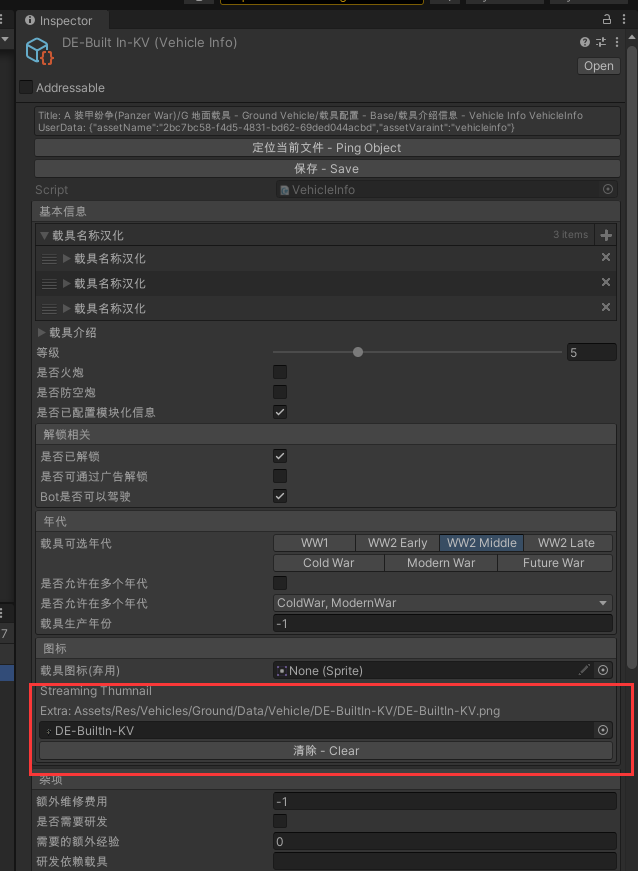 Inspector
DE-Built In-KV (Vehicle Info)
Open
Addressable
Title: A 装甲纷争(Panzer War)/G 地面载具 - Ground Vehicle/载具配置 - Base/载具介绍信息 - Vehicle Info VehicleInfo
UserData: {"assetName":"2bc7bc58-f4d5-4831-bd62-69ded044acbd","assetVaraint":"vehicleinfo"}
定位当前文件 - Ping Object
保存 - Save
Script VehicleInfo
基本信息
载具名称汉化 3 items
载具名称汉化
载具名称汉化
载具名称汉化
载具介绍
等级 5
是否火炮
是否防空炮
是否已配置模块化信息
解锁相关
是否已解锁
是否可通过广告解锁
Bot是否可以驾驶
年代
载具可选年代 WW1 WW2 Early WW2 Middle WW2 Late
Cold War Modern War Future War
是否允许在多个年代
是否允许在多个年代 ColdWar, ModernWar
载具生产年份 -1
图标
载具图标(弃用) None (Sprite)
Streaming Thumnail
Extra: Assets/Res/Vehicles/Ground/Data/Vehicle/DE-BuiltIn-KV/DE-BuiltIn-KV.png
DE-BuiltIn-KV
清除 - Clear
杂项
额外维修费用 -1
是否需要研发
需要的额外经验 0
研发依赖载具
7